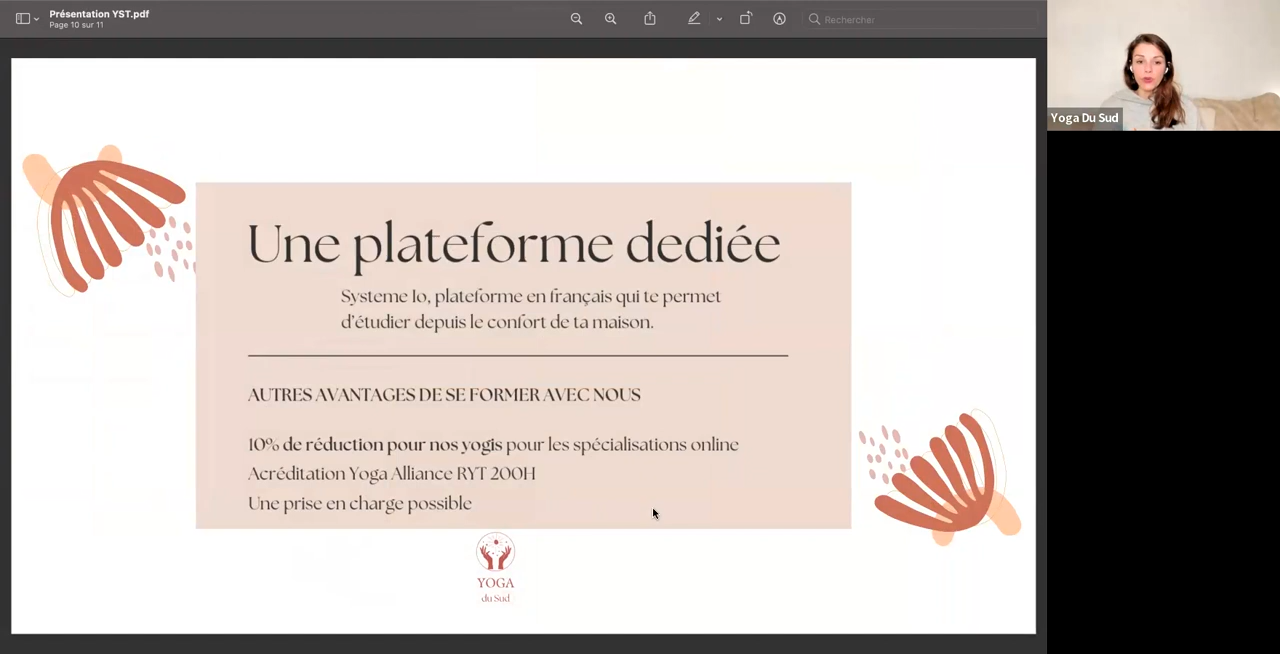 Présentation YST.pdf
Page 10 sur 11
Rechercher
Yoga Du Sud
Une plateforme dediée
Systeme Io, plateforme en français qui te permet
d'étudier depuis le confort de ta maison.
AUTRES AVANTAGES DE SE FORMER AVEC NOUS
10% de réduction pour nos yogis pour les spécialisations online
Acréditation Yoga Alliance RYT 200H
Une prise en charge possible
YOGA
du Sud